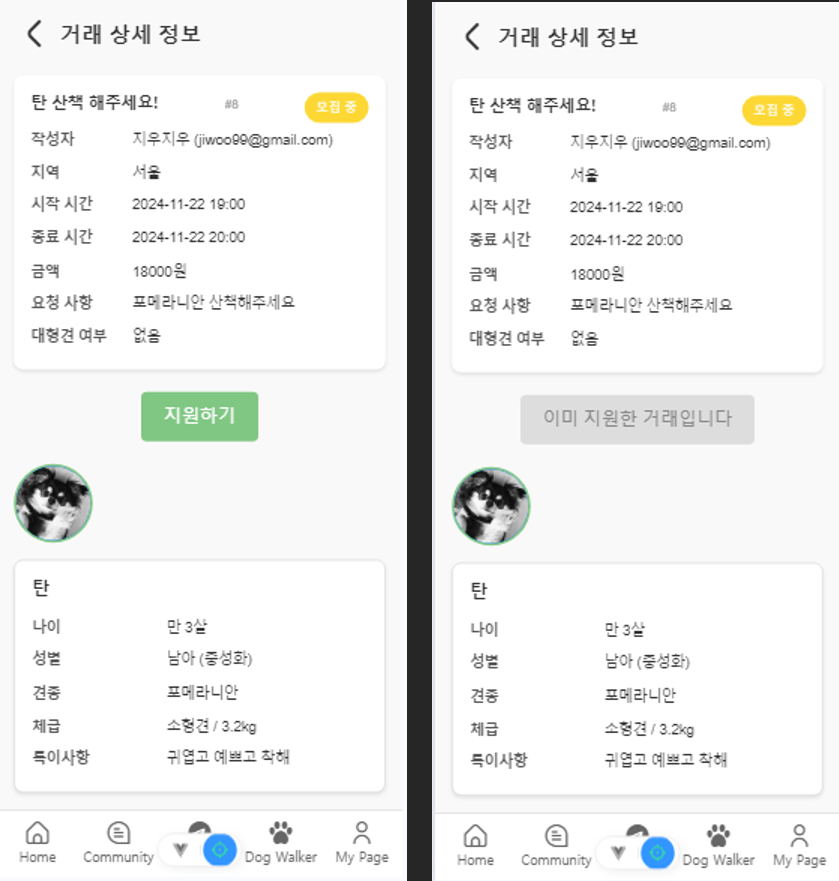 거래 상세 정보
탄 산책 해주세요! #8 모집 중
작성자 지우지우 (jiwoo99@gmail.com)
지역 서울
시작 시간 2024-11-22 19:00
종료 시간 2024-11-22 20:00
금액 18000원
요청 사항 포메라니안 산책해주세요
대형견 여부 없음
지원하기
탄
나이 만 3살
성별 남아 (중성화)
견종 포메라니안
체급 소형견 / 3.2kg
특이사항 귀엽고 예쁘고 착해
Home Community Dog Walker My Page
거래 상세 정보
탄 산책 해주세요! #8 모집 중
작성자 지우지우 (jiwoo99@gmail.com)
지역 서울
시작 시간 2024-11-22 19:00
종료 시간 2024-11-22 20:00
금액 18000원
요청 사항 포메라니안 산책해주세요
대형견 여부 없음
이미 지원한 거래입니다
탄
나이 만 3살
성별 남아 (중성화)
견종 포메라니안
체급 소형견 / 3.2kg
특이사항 귀엽고 예쁘고 착해
Home Community Dog Walker My Page